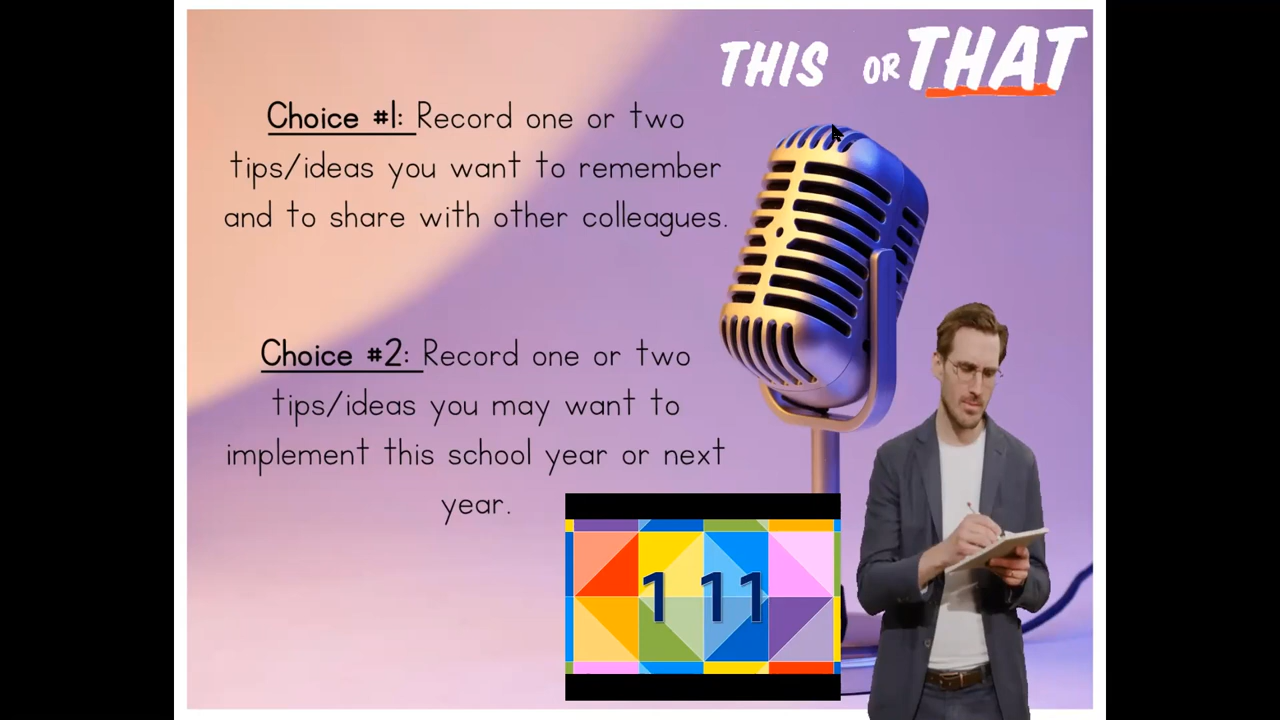 THIS OR THAT
Choice #1: Record one or two
tips/ideas you want to remember
and to share with other colleagues.
Choice #2: Record one or two
tips/ideas you may want to
implement this school year or next
year.
1 11